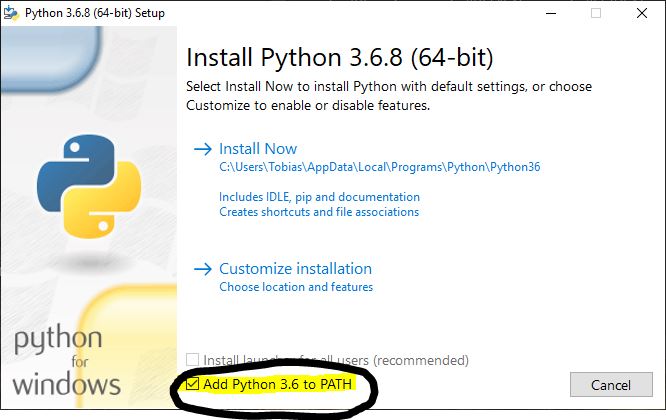 Python 3.6.8 (64-bit) Setup
Install Python 3.6.8 (64-bit)
Select Install Now to install Python with default settings, or choose
Customize to enable or disable features.
Install Now
C:\Users\Tobias\AppData\Local\Programs\Python\Python36
Includes IDLE, pip and documentation
Creates shortcuts and file associations
Customize installation
Choose location and features
python
for
windows
Install launcher for all users (recommended)
Add Python 3.6 to PATH
Cancel